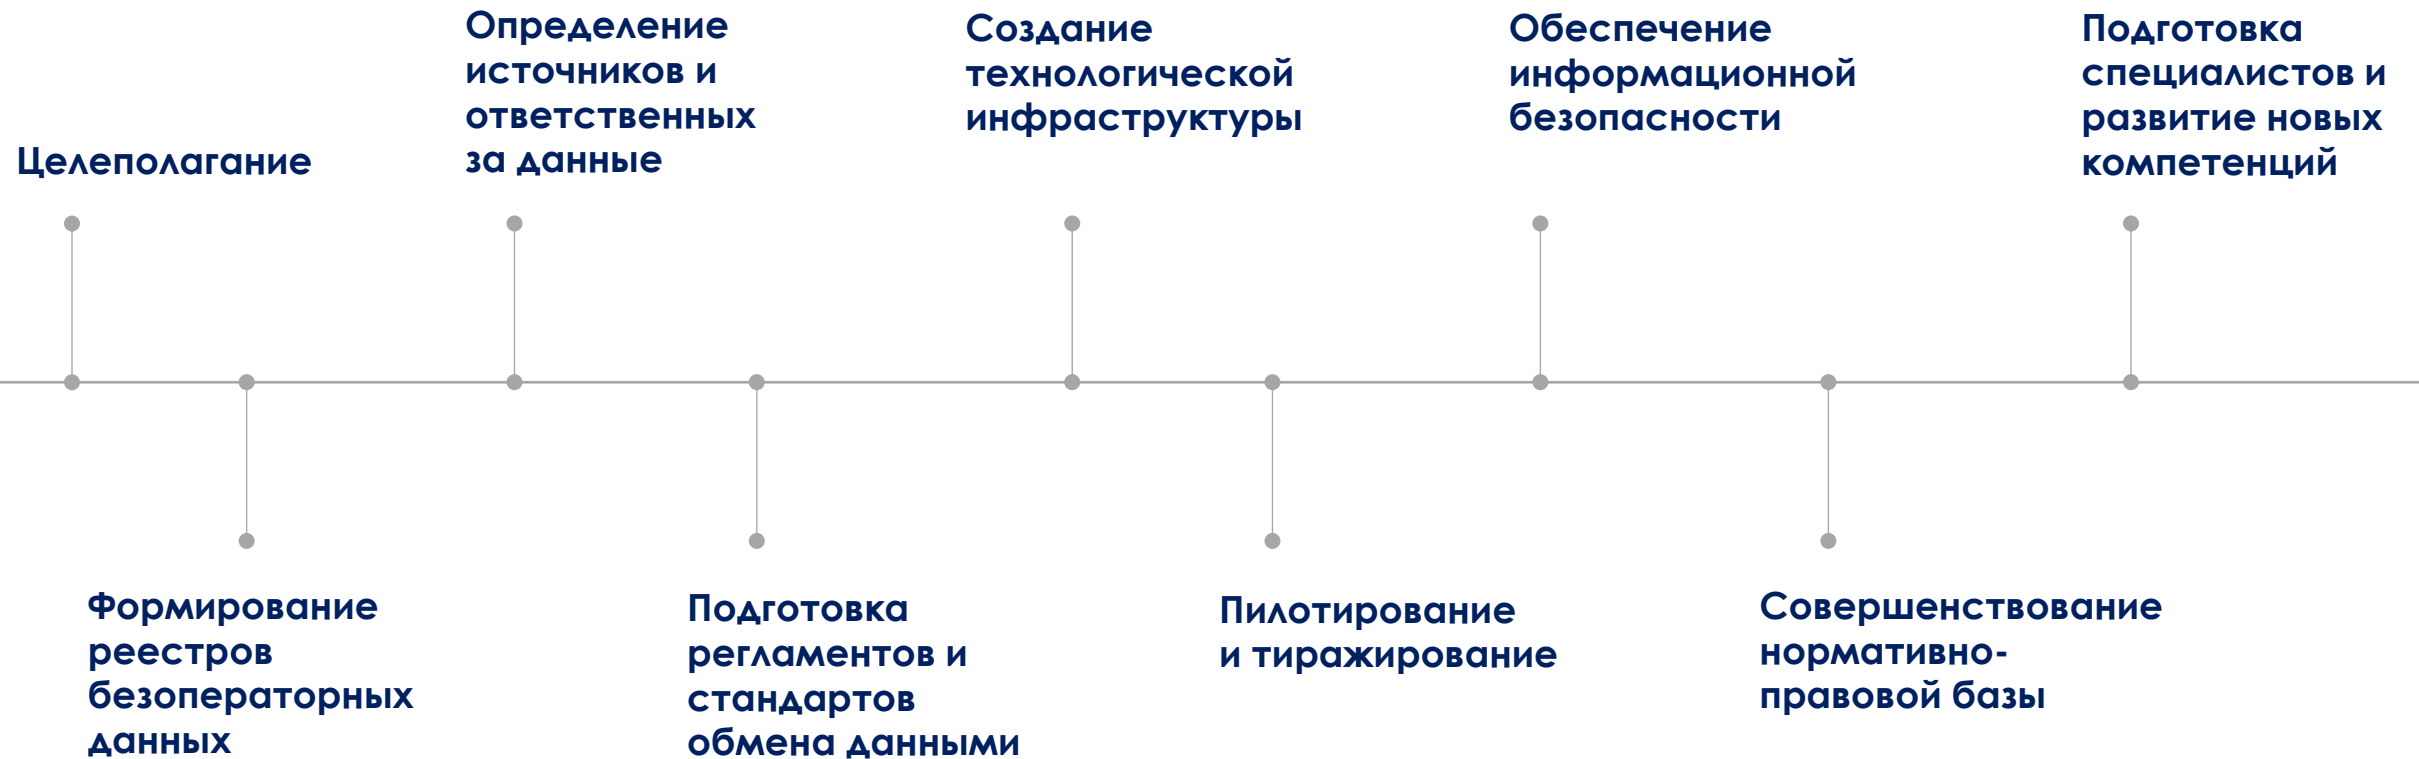 Целеполагание
Определение
источников и
ответственных
за данные
Создание
технологической
инфраструктуры
Обеспечение
информационной
безопасности
Подготовка
специалистов и
развитие новых
компетенций
Формирование
реестров
безоператорных
данных
Подготовка
регламентов и
стандартов
обмена данными
Пилотирование
и тиражирование
Совершенствование
нормативно-
правовой базы